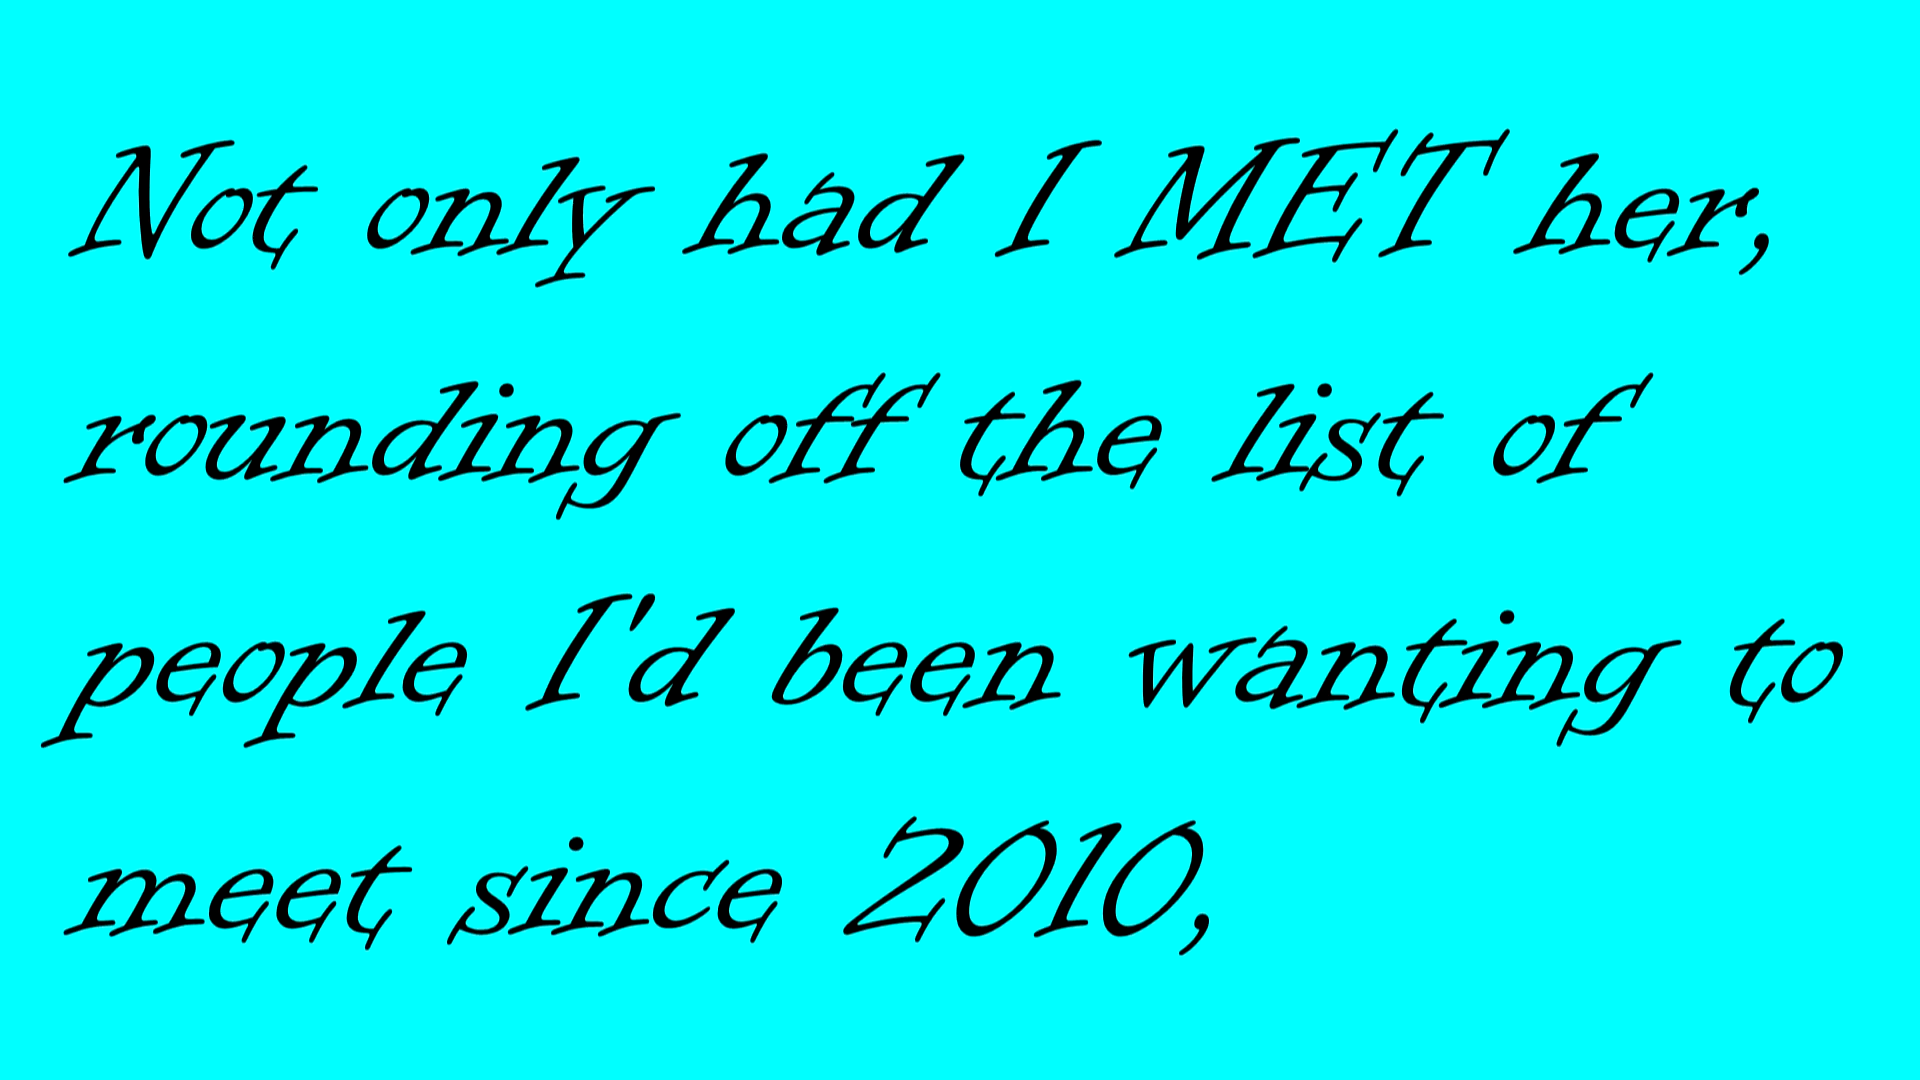 Not only had I MET her,
rounding off the list of
people I'd been wanting to
meet since 2010,